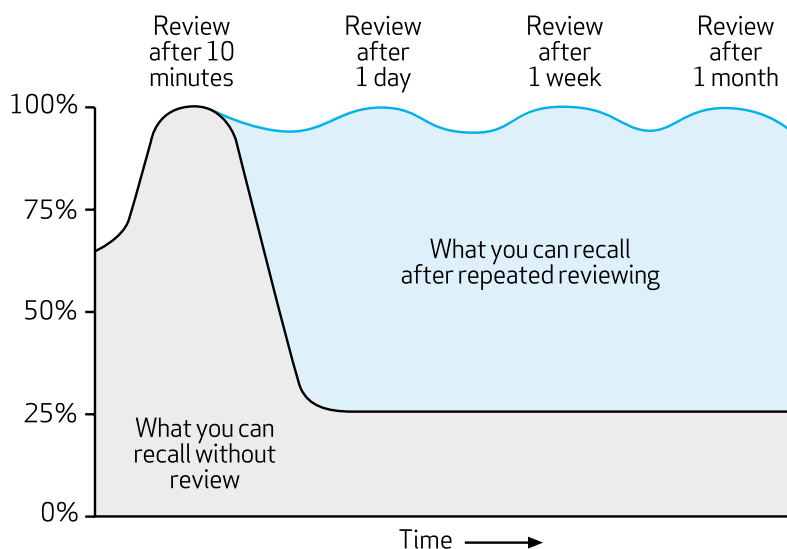 Review
after 10
minutes
Review
after
1 day
Review
after
1 week
Review
after
1 month
100%
75%
50%
25%
0%
What you can recall
after repeated reviewing
What you can
recall without
review
Time